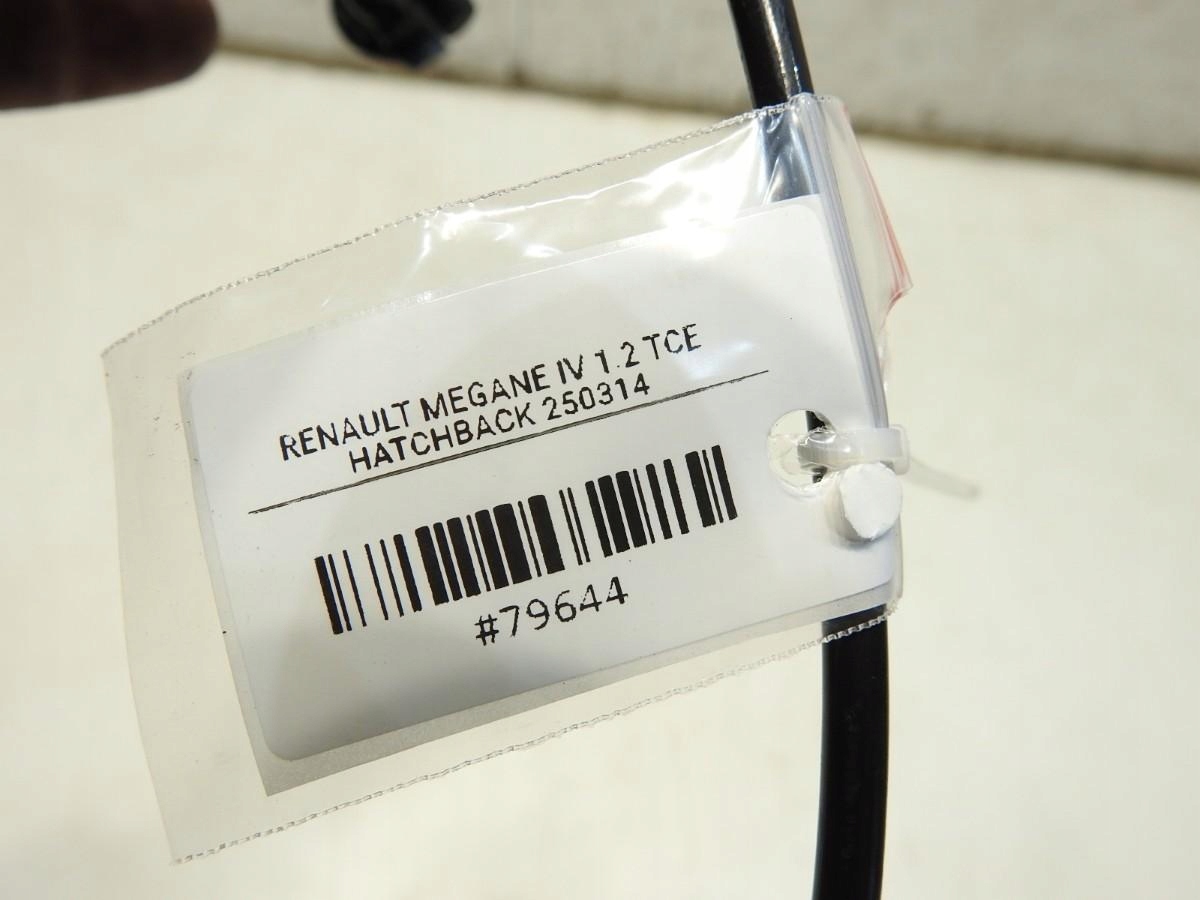 RENAULT MEGANE IV 1.2 TCE
HATCHBACK 250314
#79644